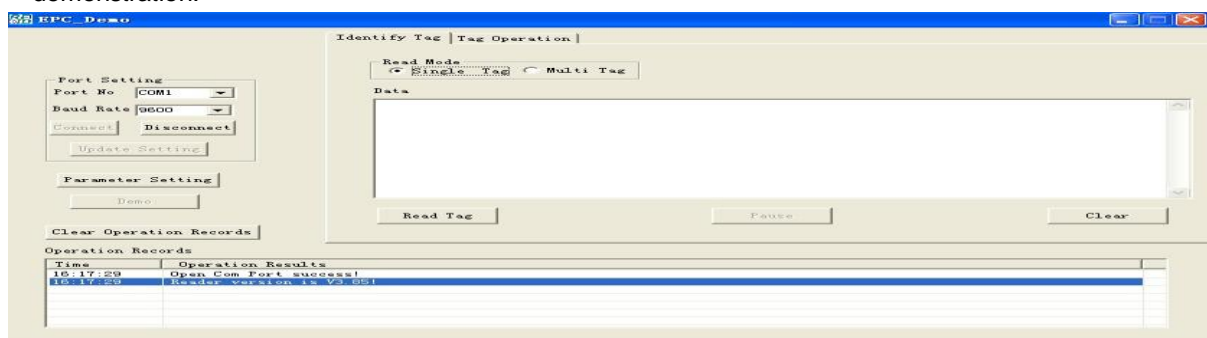 demonstration.
EPC_Demo
Identify Tag Tag Operation
Read Mode
Single Tag Multi Tag
Port Setting
Port No COM1
Baud Rate 9600
Connect Disconnect
Update Setting
Parameter Setting
Demo
Clear Operation Records
Data
Read Tag Pause Clear
Operation Records
Time Operation Results
16:17:29 Open Com Port success!
16:17:29 Reader version is V3.85!